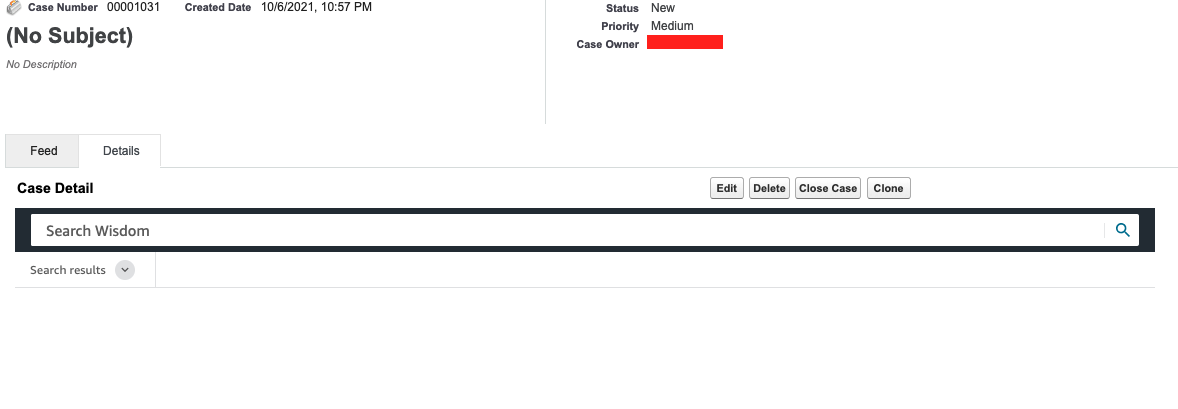 Case Number 00001031 Created Date 10/6/2021, 10:57 PM
(No Subject)
No Description
Status New
Priority Medium
Case Owner
Feed Details
Case Detail Edit Delete Close Case Clone
Search Wisdom
Search results